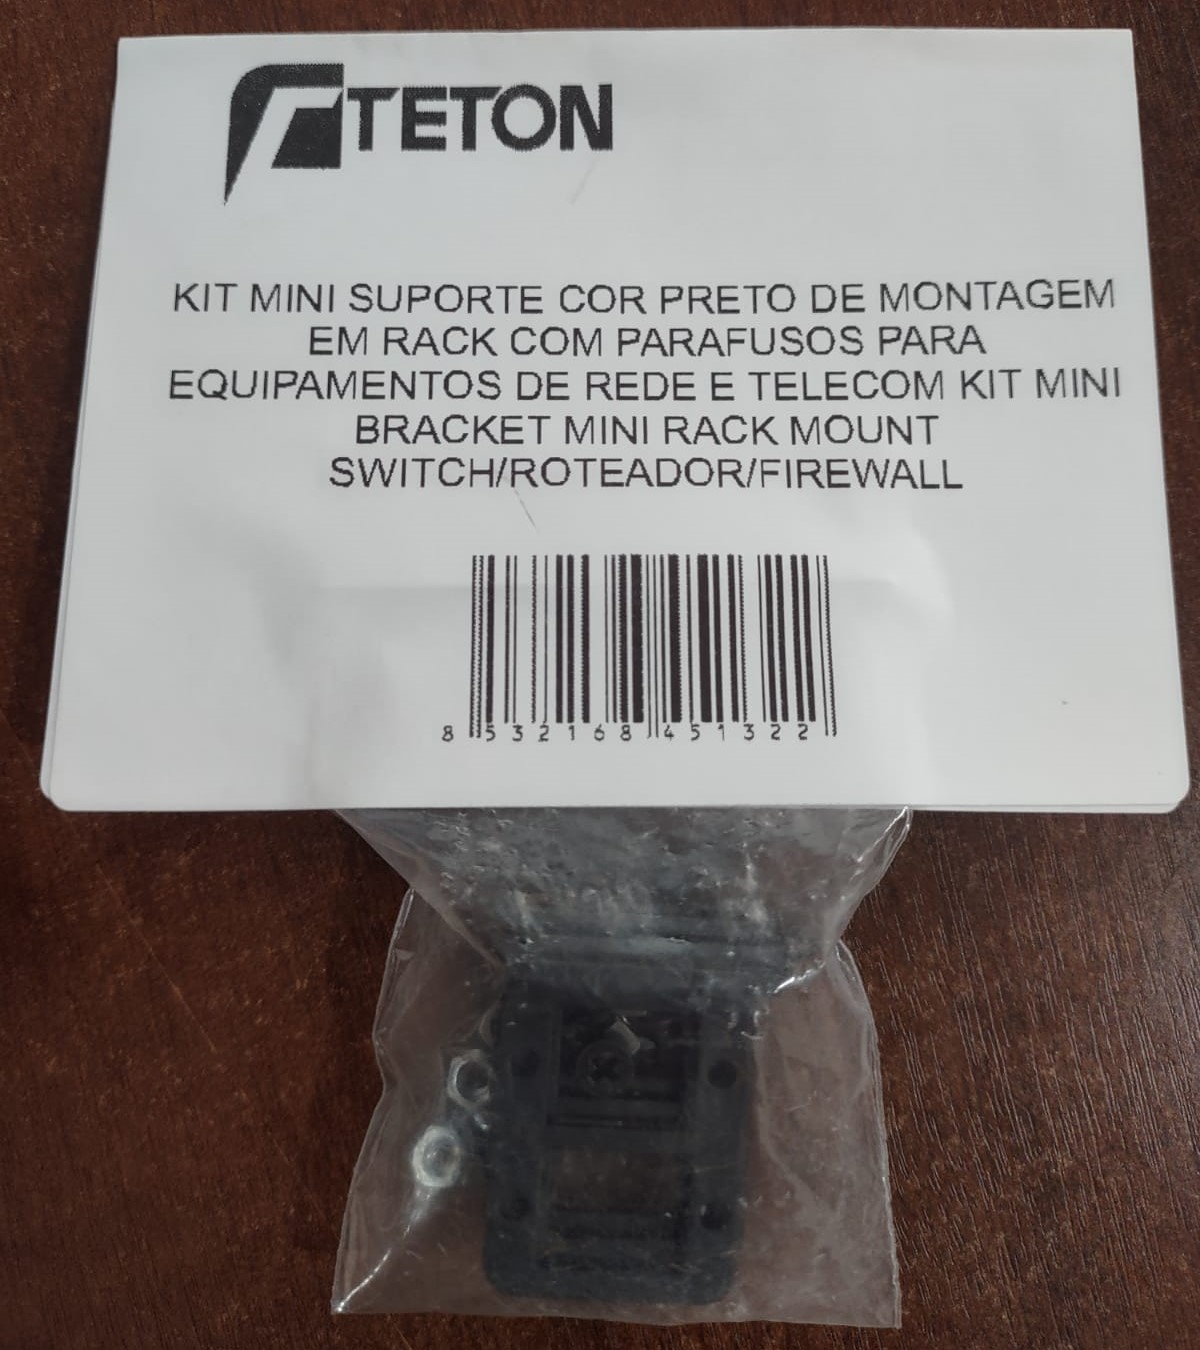 TETON
KIT MINI SUPORTE COR PRETO DE MONTAGEM
EM RACK COM PARAFUSOS PARA
EQUIPAMENTOS DE REDE E TELECOM KIT MINI
BRACKET MINI RACK MOUNT
SWITCH/ROTEADOR/FIREWALL
8 532168 451322